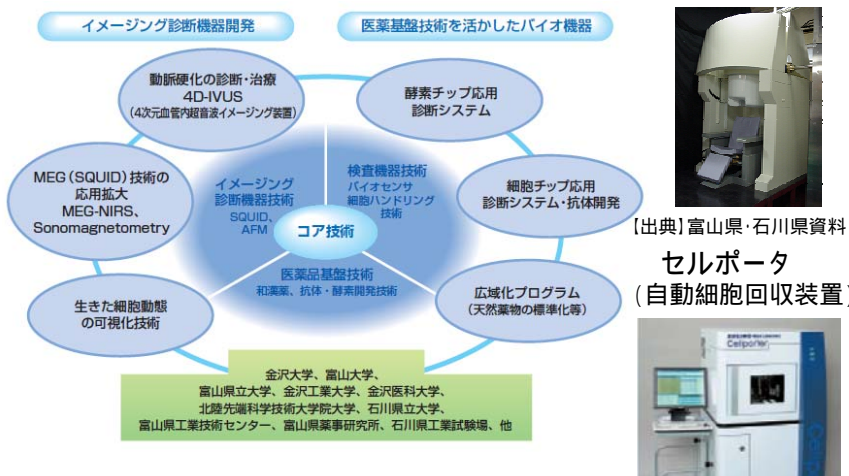 イメージング診断機器開発
医薬基盤技術を活かしたバイオ機器
動脈硬化の診断・治療
4D-IVUS
(4次元血管内超音波イメージング装置)
酵素チップ応用
診断システム
MEG(SQUID)技術の
応用拡大
MEG-NIRS、
Sonomagnetometry
イメージング
診断機器技術
SQUID、
AFM
検査機器技術
バイオセンサ
細胞ハンドリング
技術
細胞チップ応用
診断システム・抗体開発
コア技術
医薬品基盤技術
和漢薬、抗体・酵素開発技術
生きた細胞動態
の可視化技術
広域化プログラム
(天然薬物の標準化等)
金沢大学、富山大学、
富山県立大学、金沢工業大学、金沢医科大学、
北陸先端科学技術大学院大学、石川県立大学、
富山県工業技術センター、富山県薬事研究所、石川県工業試験場、他
【出典】富山県・石川県資料
セルポータ
(自動細胞回収装置)
Cellporter